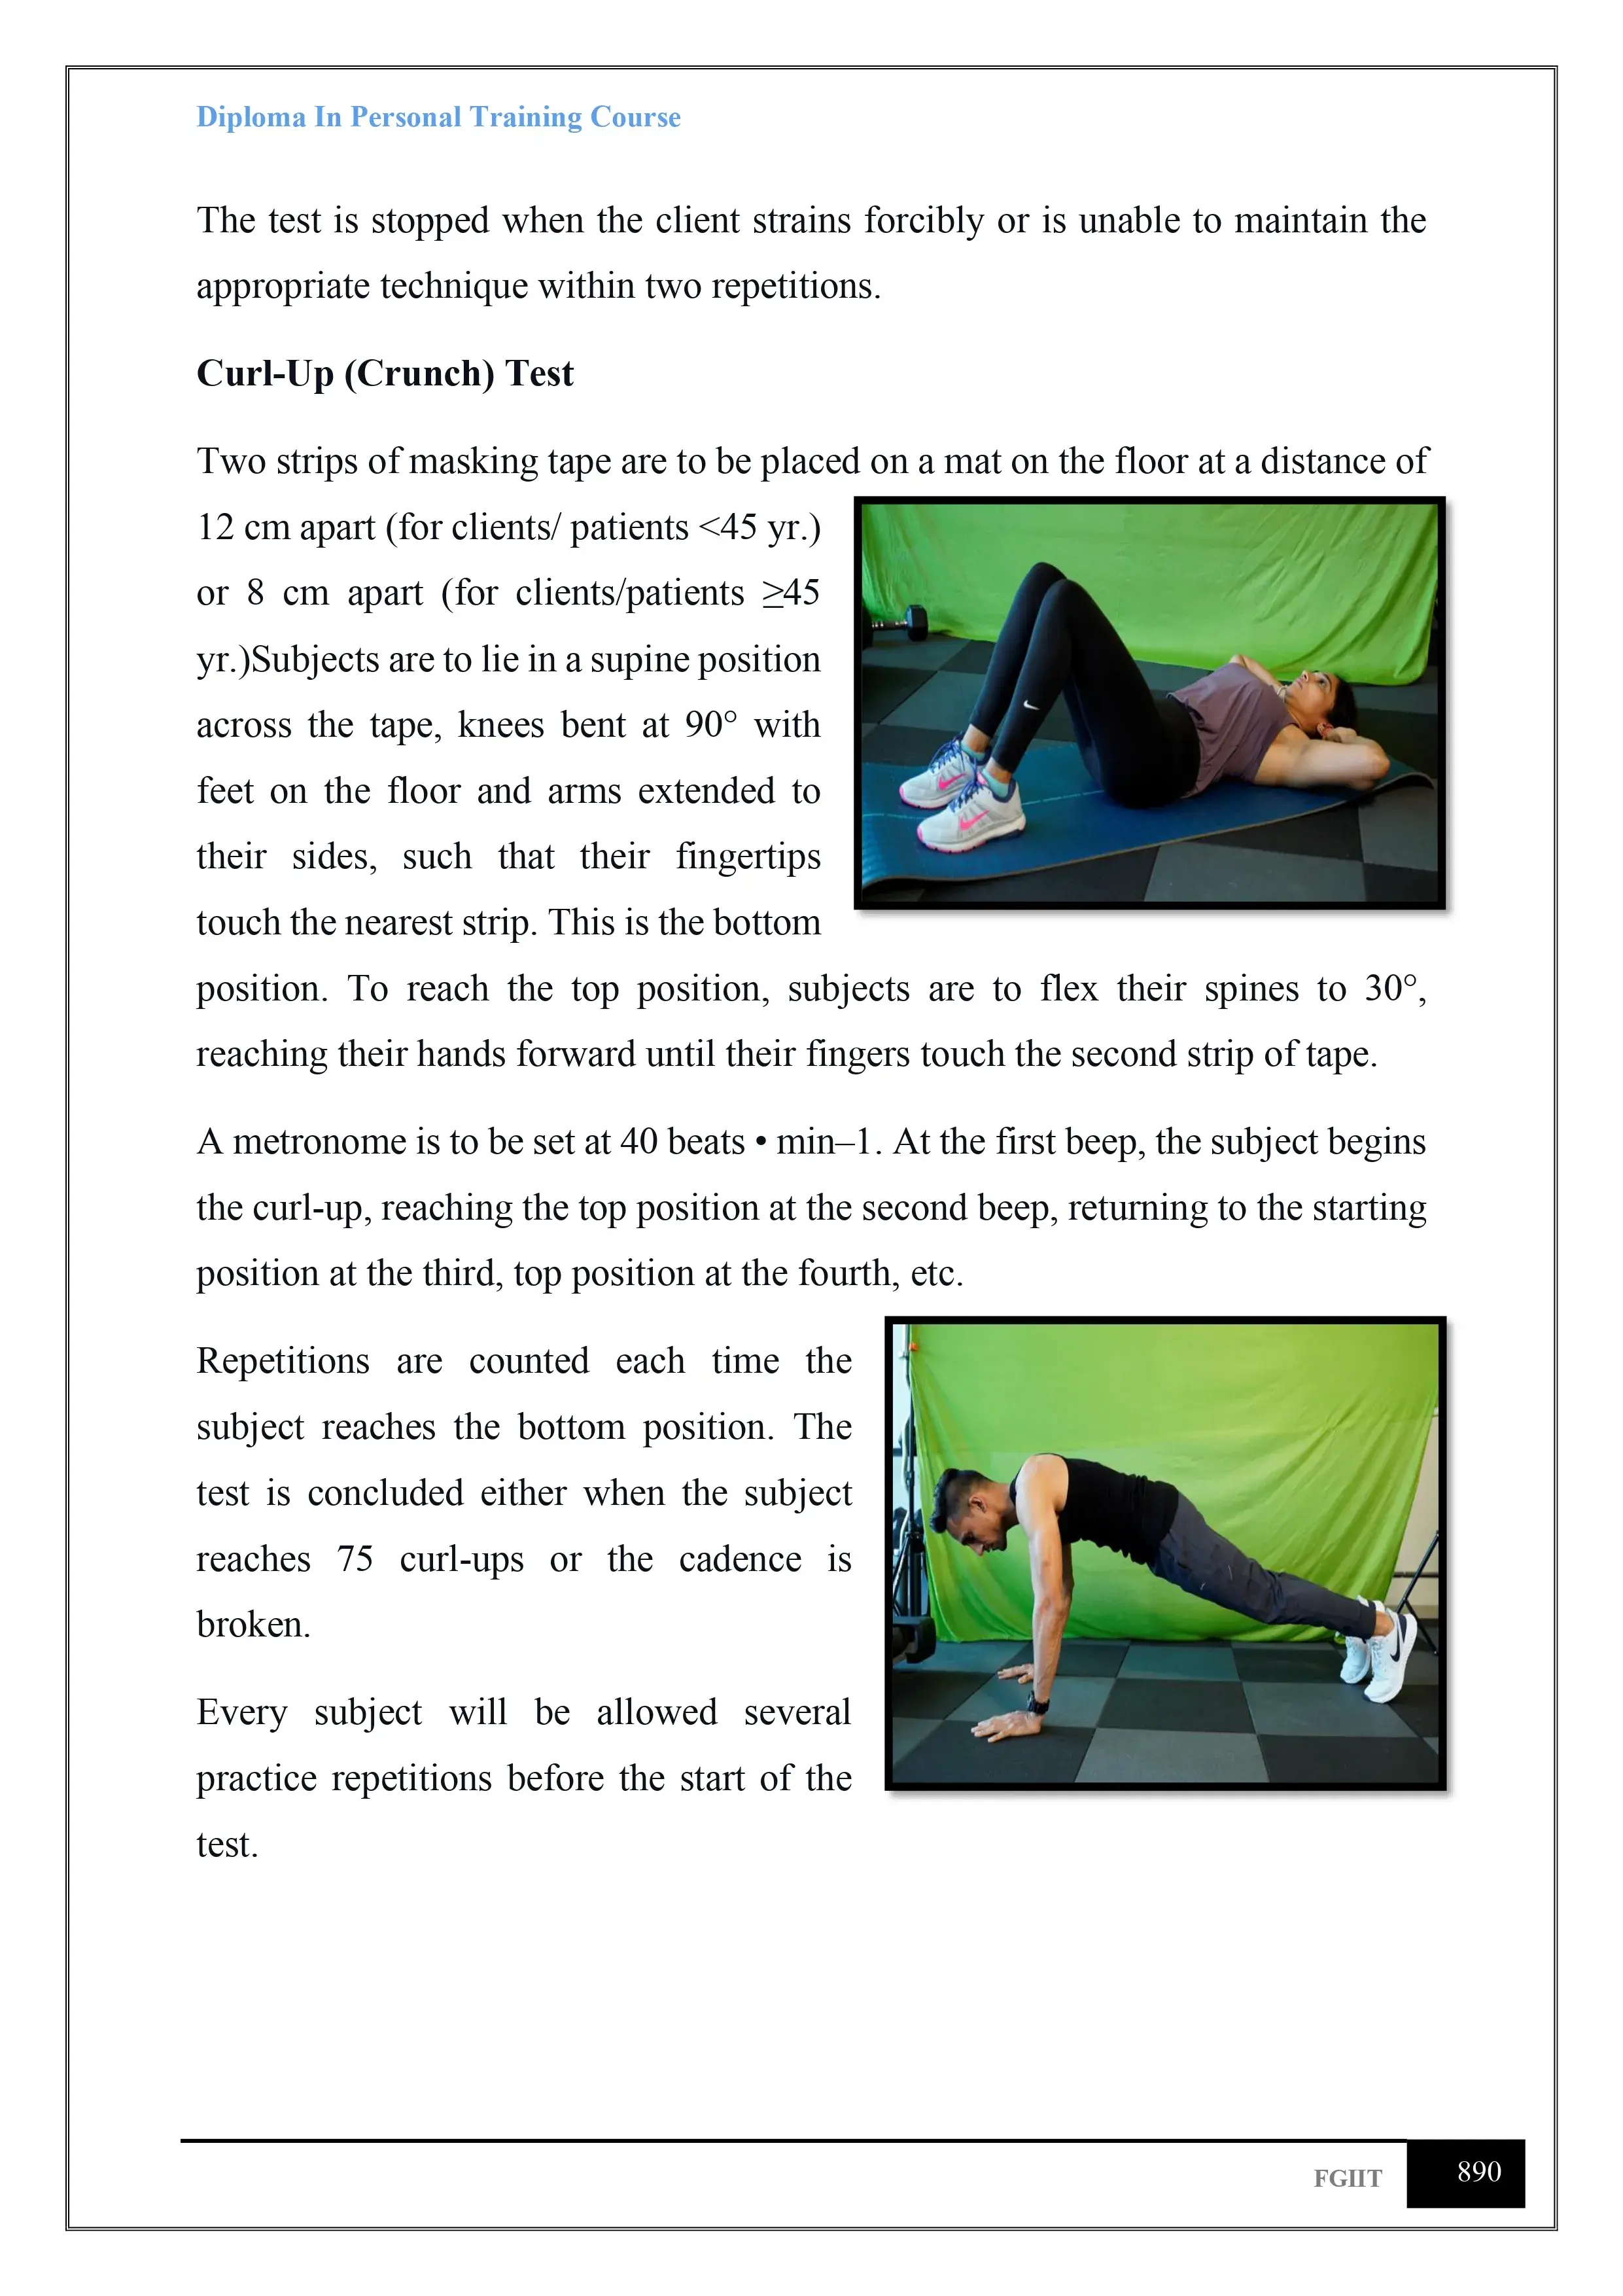 Diploma In Personal Training Course
The test is stopped when the client strains forcibly or is unable to maintain the
appropriate technique within two repetitions.
Curl-Up (Crunch) Test
Two strips of masking tape are to be placed on a mat on the floor at a distance of
12 cm apart (for clients/ patients <45 yr.)
or 8 cm apart (for clients/patients ≥45
yr.)Subjects are to lie in a supine position
across the tape, knees bent at 90° with
feet on the floor and arms extended to
their sides, such that their fingertips
touch the nearest strip. This is the bottom
position. To reach the top position, subjects are to flex their spines to 30°,
reaching their hands forward until their fingers touch the second strip of tape.
A metronome is to be set at 40 beats • min–1. At the first beep, the subject begins
the curl-up, reaching the top position at the second beep, returning to the starting
position at the third, top position at the fourth, etc.
Repetitions are counted each time the
subject reaches the bottom position. The
test is concluded either when the subject
reaches 75 curl-ups or the cadence is
broken.
Every subject will be allowed several
practice repetitions before the start of the
test.
FGIIT
890